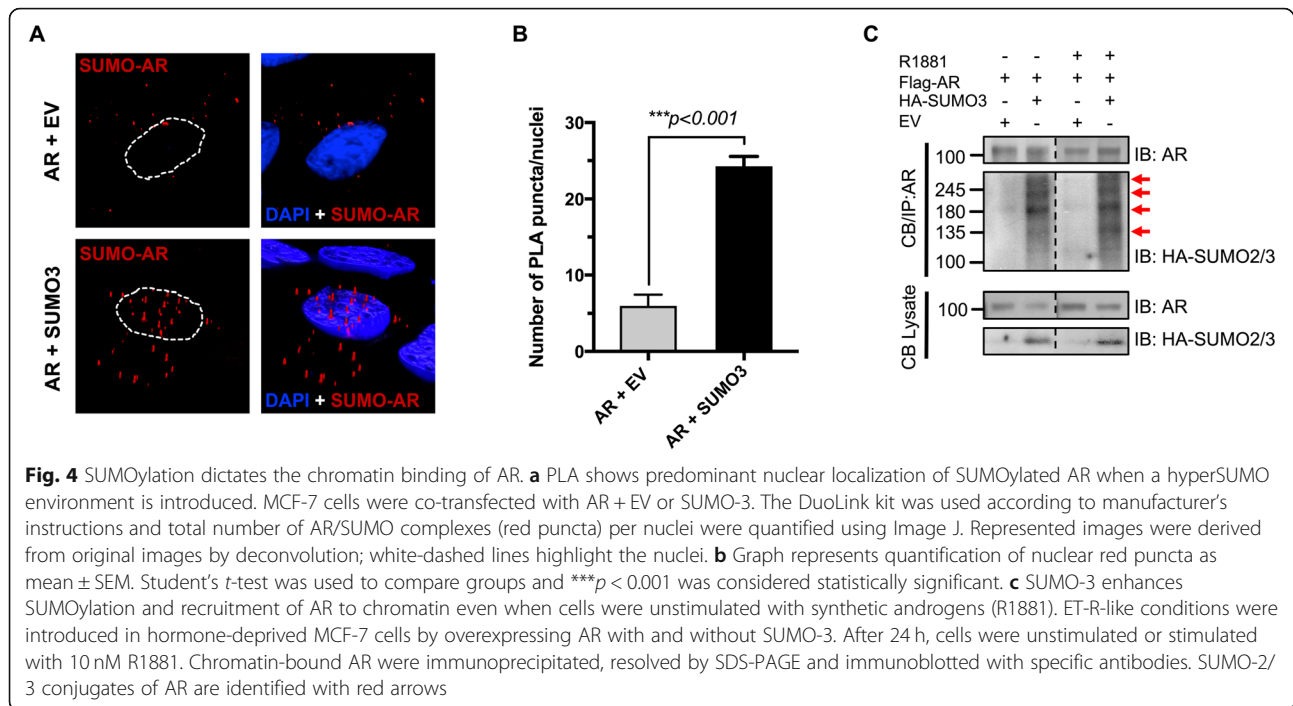 A
SUMO-AR
AR + EV
DAPI + SUMO-AR
SUMO-AR
AR + SUMO3
DAPI + SUMO-AR
B
***p<0.001
Number of PLA puncta/nuclei
30
20
10
0
AR + EV
AR + SUMO3
C
R1881 - - + +
Flag-AR + + + +
HA-SUMO3 - + - +
EV + - + -
CB/IP:AR
100
IB: AR
245
180
135
100
IB: HA-SUMO2/3
CB Lysate
100
IB: AR
IB: HA-SUMO2/3
Fig. 4 SUMOylation dictates the chromatin binding of AR. a PLA shows predominant nuclear localization of SUMOylated AR when a hyperSUMO
environment is introduced. MCF-7 cells were co-transfected with AR + EV or SUMO-3. The DuoLink kit was used according to manufacturer's
instructions and total number of AR/SUMO complexes (red puncta) per nuclei were quantified using Image J. Represented images were derived
from original images by deconvolution; white-dashed lines highlight the nuclei. b Graph represents quantification of nuclear red puncta as
mean ± SEM. Student's t-test was used to compare groups and ***p < 0.001 was considered statistically significant. c SUMO-3 enhances
SUMOylation and recruitment of AR to chromatin even when cells were unstimulated with synthetic androgens (R1881). ET-R-like conditions were
introduced in hormone-deprived MCF-7 cells by overexpressing AR with and without SUMO-3. After 24 h, cells were unstimulated or stimulated
with 10 nM R1881. Chromatin-bound AR were immunoprecipitated, resolved by SDS-PAGE and immunoblotted with specific antibodies. SUMO-2/
3 conjugates of AR are identified with red arrows